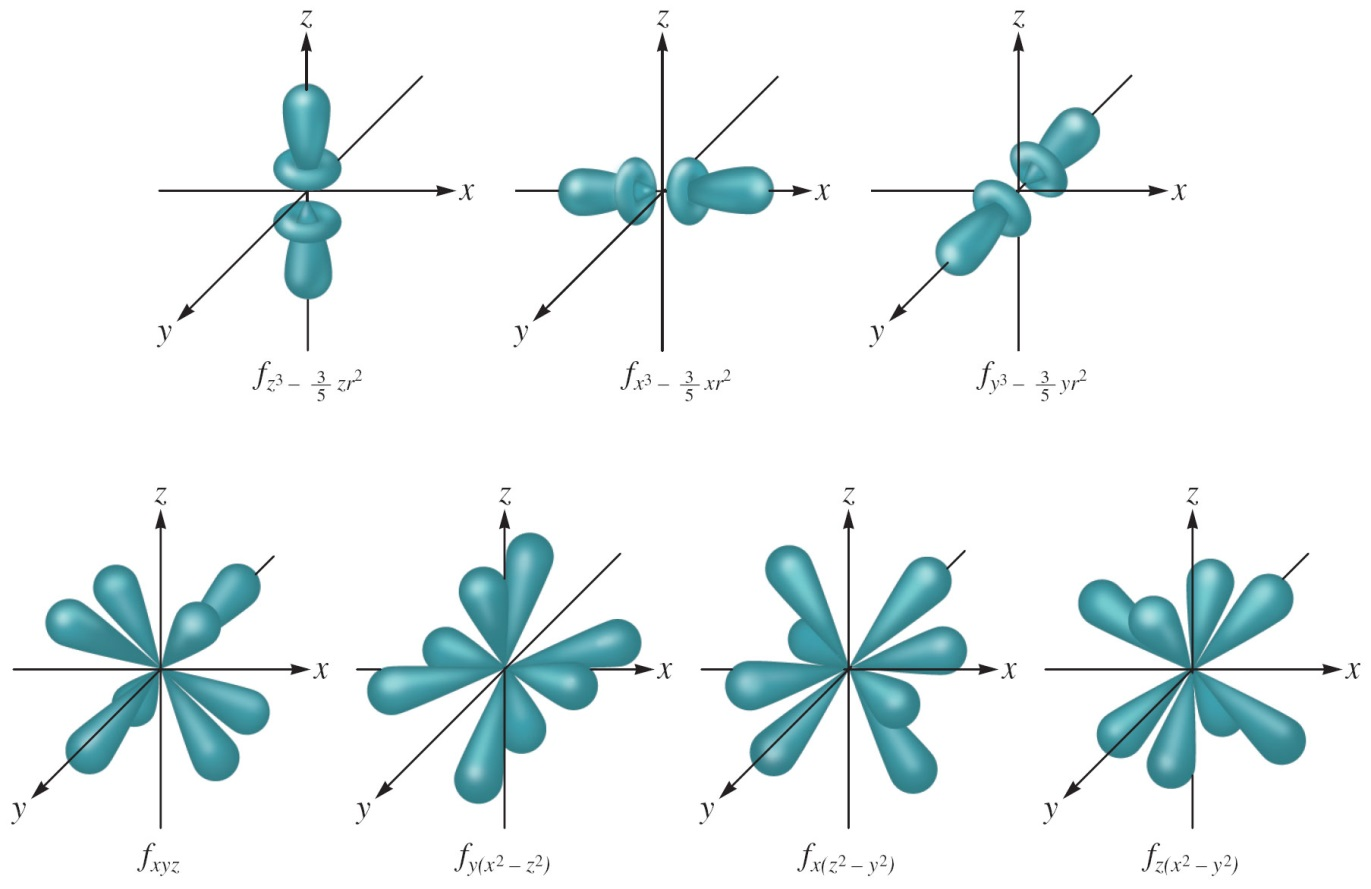 z z z
x x x
y y y
f_{z³ − 3/5 zr²} f_{x³ − 3/5 xr²} f_{y³ − 3/5 yr²}
z z z z
x x x x
y y y y
f_{xyz} f_{y(x² − z²)} f_{x(z² − y²)} f_{z(x² − y²)}